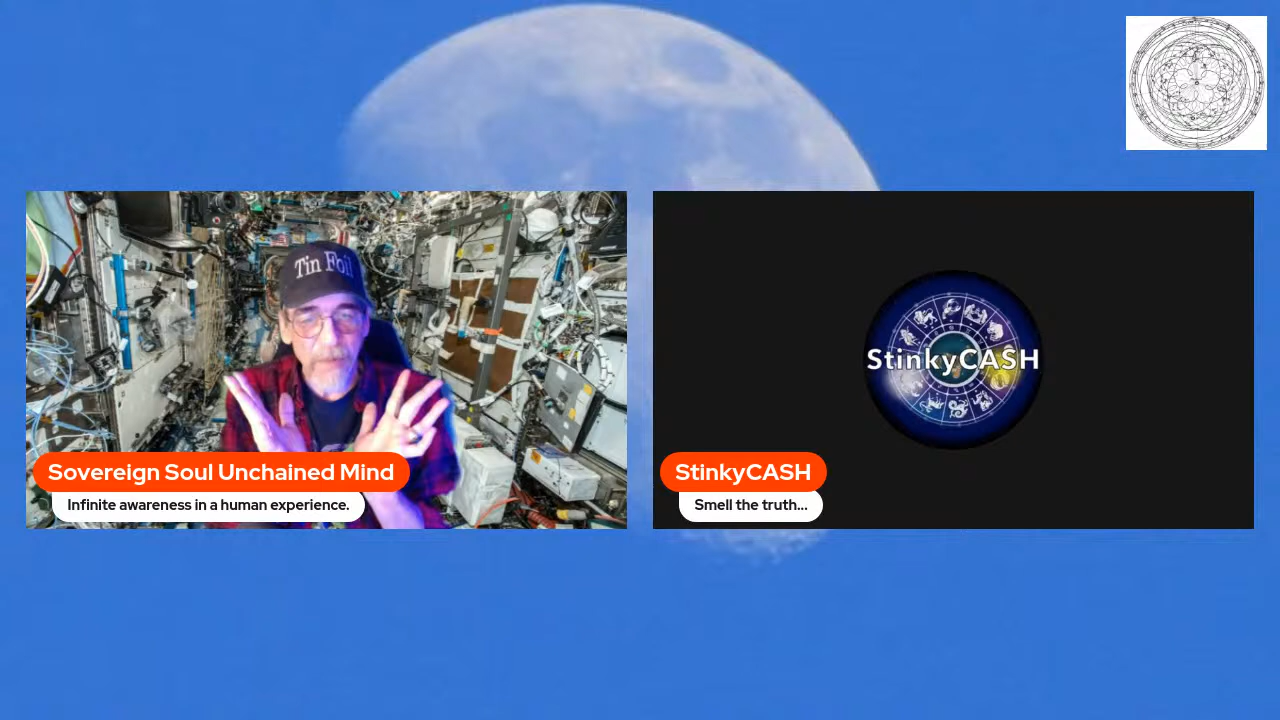 Tin Foil
Sovereign Soul Unchained Mind
Infinite awareness in a human experience.
StinkyCASH
StinkyCASH
Smell the truth...